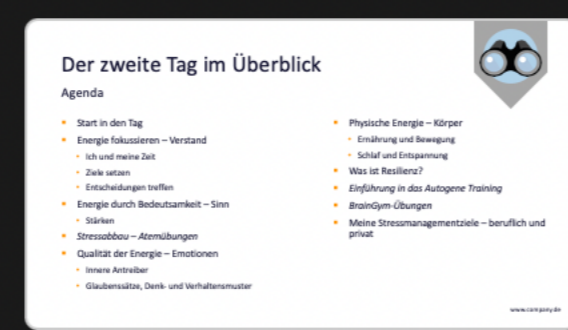 Der zweite Tag im Überblick
Agenda
Start in den Tag
Energie fokussieren – Verstand
Ich und meine Zeit
Ziele setzen
Entscheidungen treffen
Energie durch Bedeutsamkeit – Sinn
Stärken
Stressabbau – Atemübungen
Qualität der Energie – Emotionen
Innere Antreiber
Glaubenssätze, Denk- und Verhaltensmuster
Physische Energie – Körper
Ernährung und Bewegung
Schlaf und Entspannung
Was ist Resilienz?
Einführung in das Autogene Training
BrainGym-Übungen
Meine Stressmanagementziele – beruflich und
privat
www.company.de